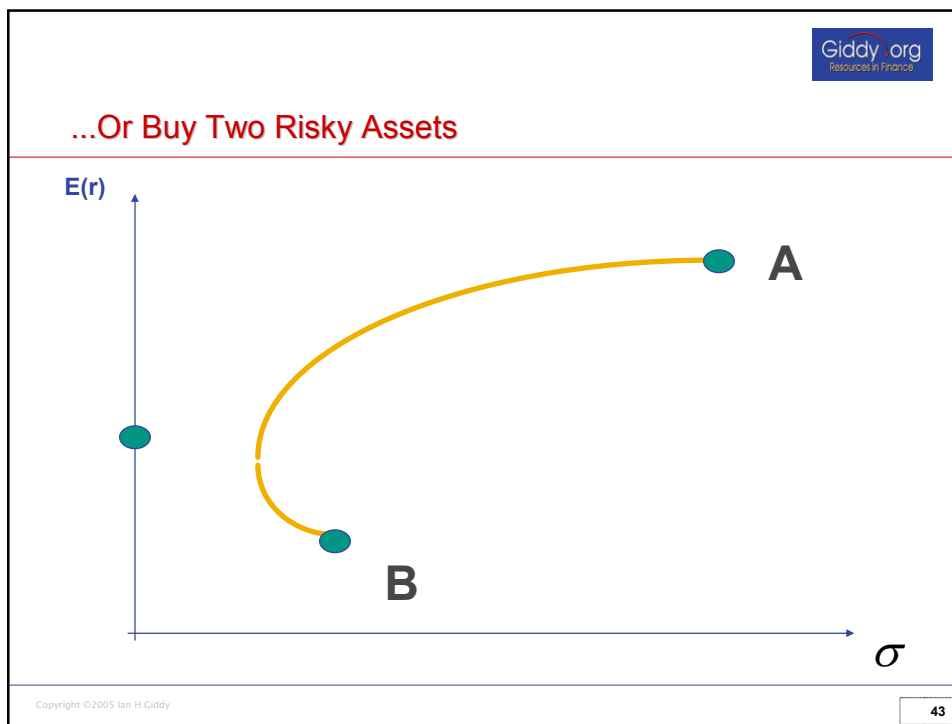 Giddy.org
Resources in Finance
...Or Buy Two Risky Assets
E(r)
A
B
σ
Copyright ©2005 Ian H Giddy
43